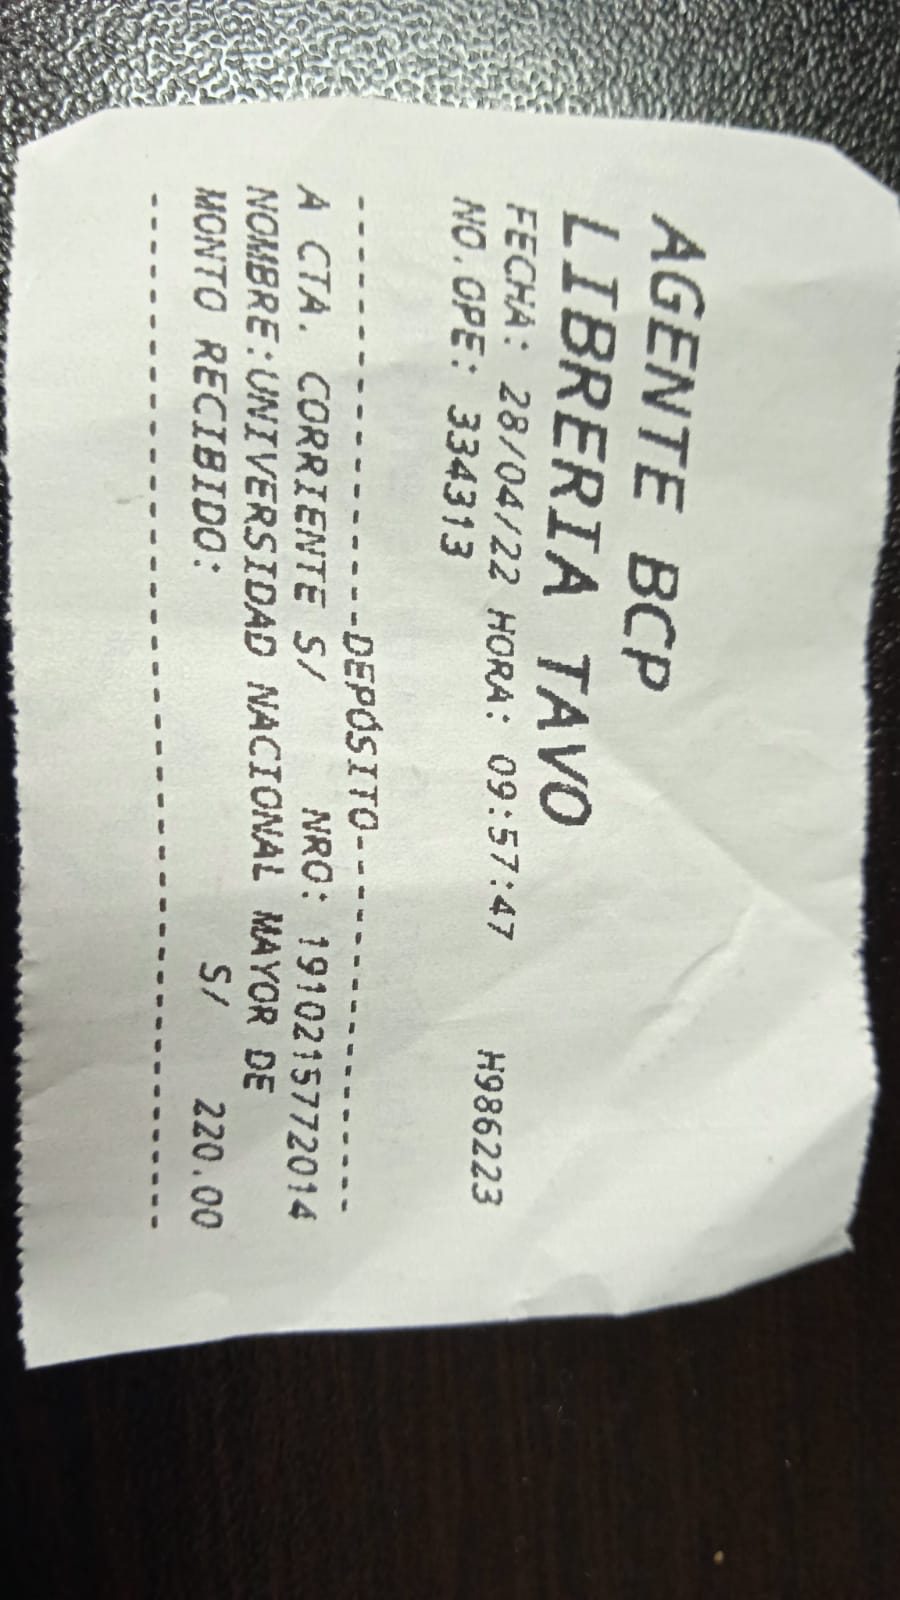 AGENTE BCP
LIBRERIA TAVO
FECHA: 28/04/22 HORA: 09:57:47 H986223
NO.OPE: 334313
------------------DEPÓSITO-----------------
A CTA. CORRIENTE S/ NRO: 1910215772014
NOMBRE:UNIVERSIDAD NACIONAL MAYOR DE
MONTO RECIBIDO: S/ 220.00
-------------------------------------------